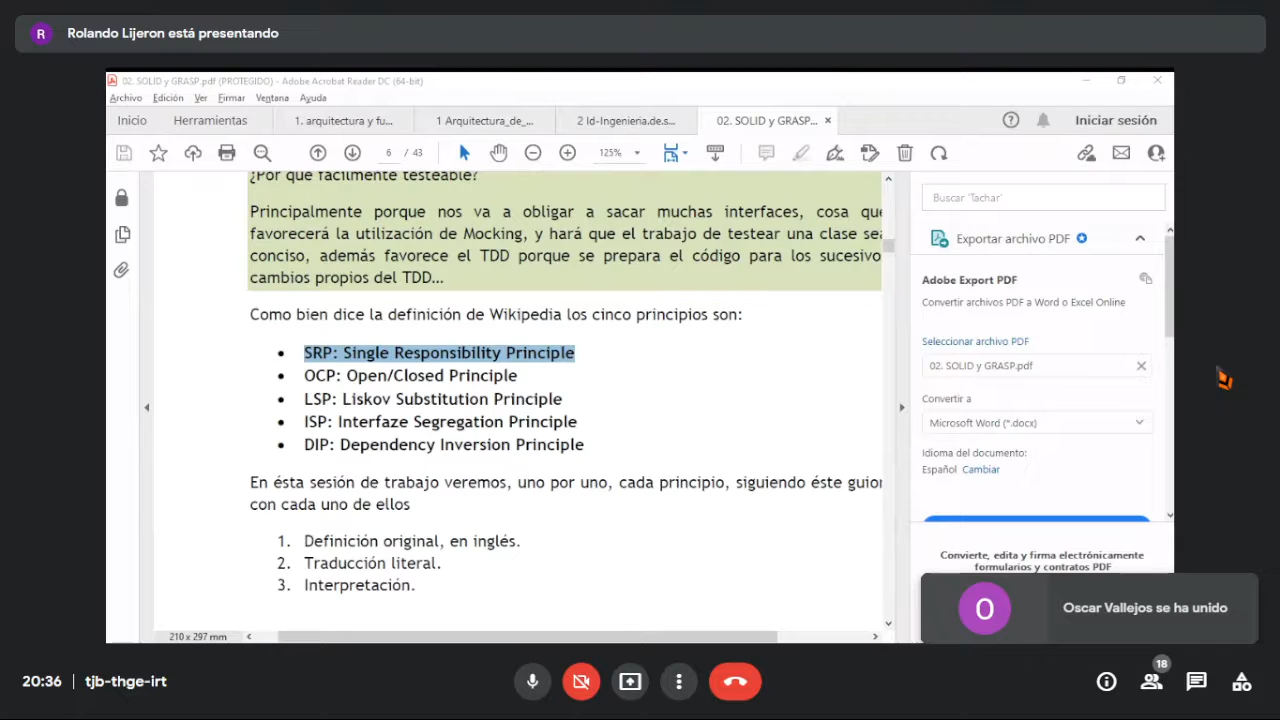 R Rolando Lijeron está presentando
02. SOLID y GRASP.pdf (PROTEGIDO) - Adobe Acrobat Reader DC (64-bit)
Archivo Edición Ver Firmar Ventana Ayuda
Inicio Herramientas 1. arquitectura y fu... 1 Arquitectura_de_... 2 Id-Ingenieria.de.s... 02. SOLID y GRASP... × Iniciar sesión
6 / 43 125%
¿Por qué fácilmente testeable?
Principalmente porque nos va a obligar a sacar muchas interfaces, cosa que
favorecerá la utilización de Mocking, y hará que el trabajo de testear una clase sea
conciso, además favorece el TDD porque se prepara el código para los sucesivo
cambios propios del TDD...
Como bien dice la definición de Wikipedia los cinco principios son:
• SRP: Single Responsibility Principle
• OCP: Open/Closed Principle
• LSP: Liskov Substitution Principle
• ISP: Interfaze Segregation Principle
• DIP: Dependency Inversion Principle
En ésta sesión de trabajo veremos, uno por uno, cada principio, siguiendo éste guion
con cada uno de ellos
1. Definición original, en inglés.
2. Traducción literal.
3. Interpretación.
210 x 297 mm
Buscar 'Tachar'
Exportar archivo PDF
Adobe Export PDF
Convertir archivos PDF a Word o Excel Online
Seleccionar archivo PDF
02. SOLID y GRASP.pdf
Convertir a
Microsoft Word (*.docx)
Idioma del documento:
Español Cambiar
Convierte, edita y firma electrónicamente
formularios y contratos PDF
O Oscar Vallejos se ha unido
20:36 | tjb-thge-irt
18